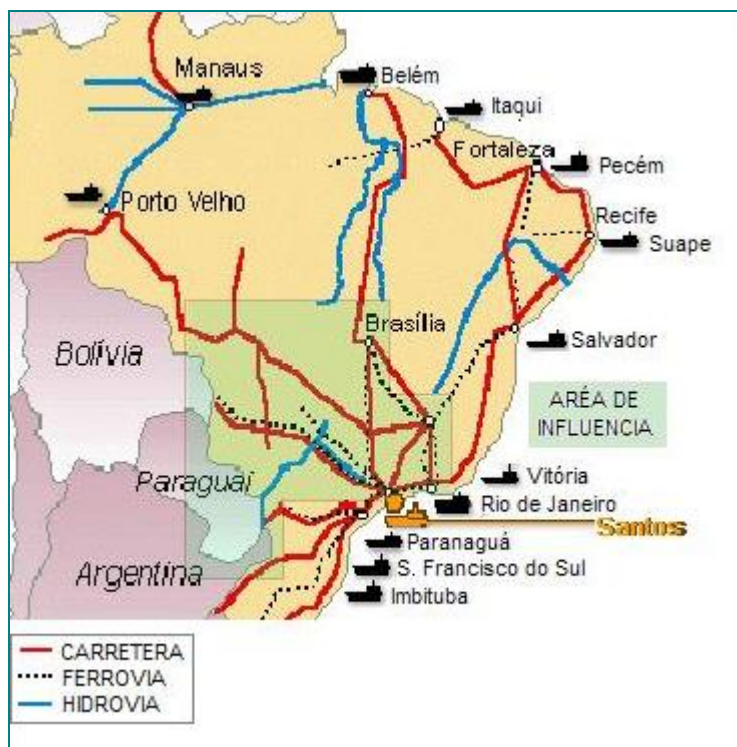 Manaus
Belém
Itaqui
Fortaleza
Pecém
Porto Velho
Recife
Suape
Brasília
Bolívia
Salvador
ARÉA DE
INFLUENCIA
Paraguai
Vitória
Rio de Janeiro
Santos
Paranaguá
Argentina
S. Francisco do Sul
Imbituba
CARRETERA
FERROVIA
HIDROVIA